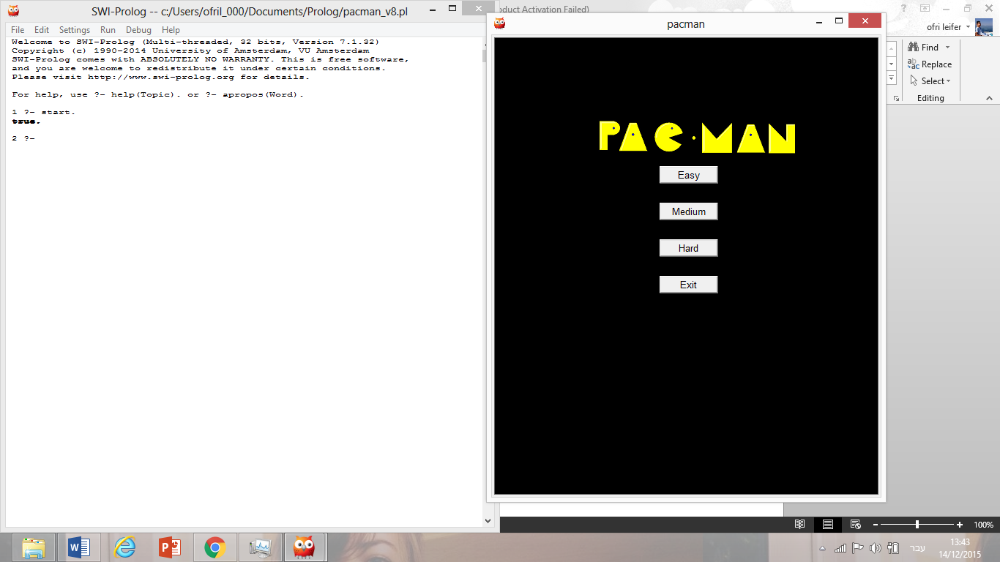 SWI-Prolog -- c:/Users/ofril_000/Documents/Prolog/pacman_v8.pl
File Edit Settings Run Debug Help
Welcome to SWI-Prolog (Multi-threaded, 32 bits, Version 7.1.32)
Copyright (c) 1990-2014 University of Amsterdam, VU Amsterdam
SWI-Prolog comes with ABSOLUTELY NO WARRANTY. This is free software,
and you are welcome to redistribute it under certain conditions.
Please visit http://www.swi-prolog.org for details.
For help, use ?- help(Topic). or ?- apropos(Word).
1 ?- start.
true.
2 ?-
pacman
PAC·MAN
Easy
Medium
Hard
Exit
oduct Activation Failed)
ofri leifer
Find
Replace
Select
Editing
100%
עבר
13:43
14/12/2015